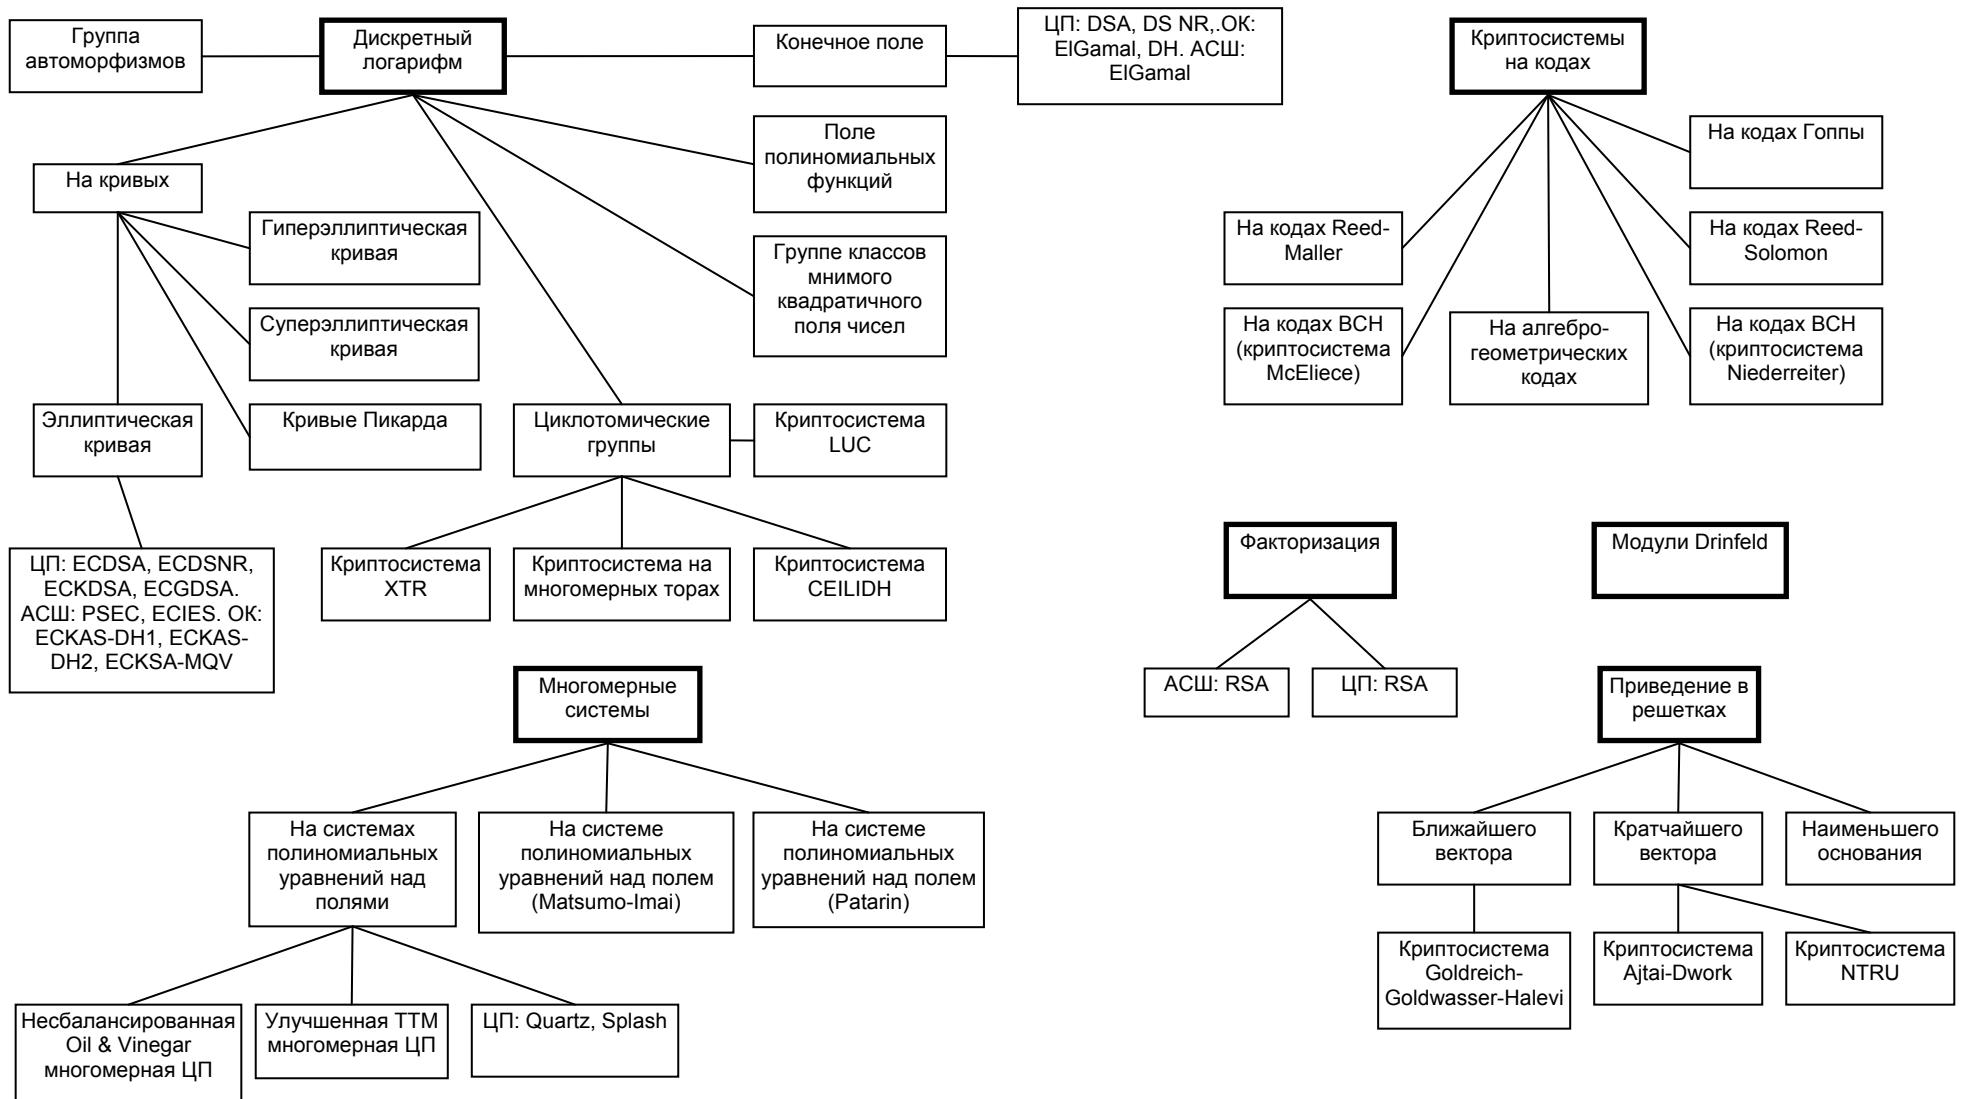 Группа
автоморфизмов
Дискретный
логарифм
Конечное поле
ЦП: DSA, DS NR,.ОК:
ElGamal, DH. АСШ:
ElGamal
Криптосистемы
на кодах
Поле
полиномиальных
функций
На кодах Гоппы
На кривых
Гиперэллиптическая
кривая
Группе классов
мнимого
квадратичного
поля чисел
На кодах Reed-
Maller
На кодах Reed-
Solomon
Суперэллиптическая
кривая
На кодах BCH
(криптосистема
McEliece)
На алгебро-
геометрических
кодах
На кодах BCH
(криптосистема
Niederreiter)
Эллиптическая
кривая
Кривые Пикарда
Циклотомические
группы
Криптосистема
LUC
ЦП: ECDSA, ECDSNR,
ECKDSA, ECGDSA.
АСШ: PSEC, ECIES. ОК:
ECKAS-DH1, ECKAS-
DH2, ECKSA-MQV
Криптосистема
XTR
Криптосистема на
многомерных торах
Криптосистема
CEILIDH
Факторизация
Модули Drinfeld
АСШ: RSA
ЦП: RSA
Многомерные
системы
Приведение в
решетках
На системах
полиномиальных
уравнений над
полями
На системе
полиномиальных
уравнений над полем
(Matsumo-Imai)
На системе
полиномиальных
уравнений над полем
(Patarin)
Ближайшего
вектора
Кратчайшего
вектора
Наименьшего
основания
Несбалансированная
Oil & Vinegar
многомерная ЦП
Улучшенная TTM
многомерная ЦП
ЦП: Quartz, Splash
Криптосистема
Goldreich-
Goldwasser-Halevi
Криптосистема
Ajtai-Dwork
Криптосистема
NTRU